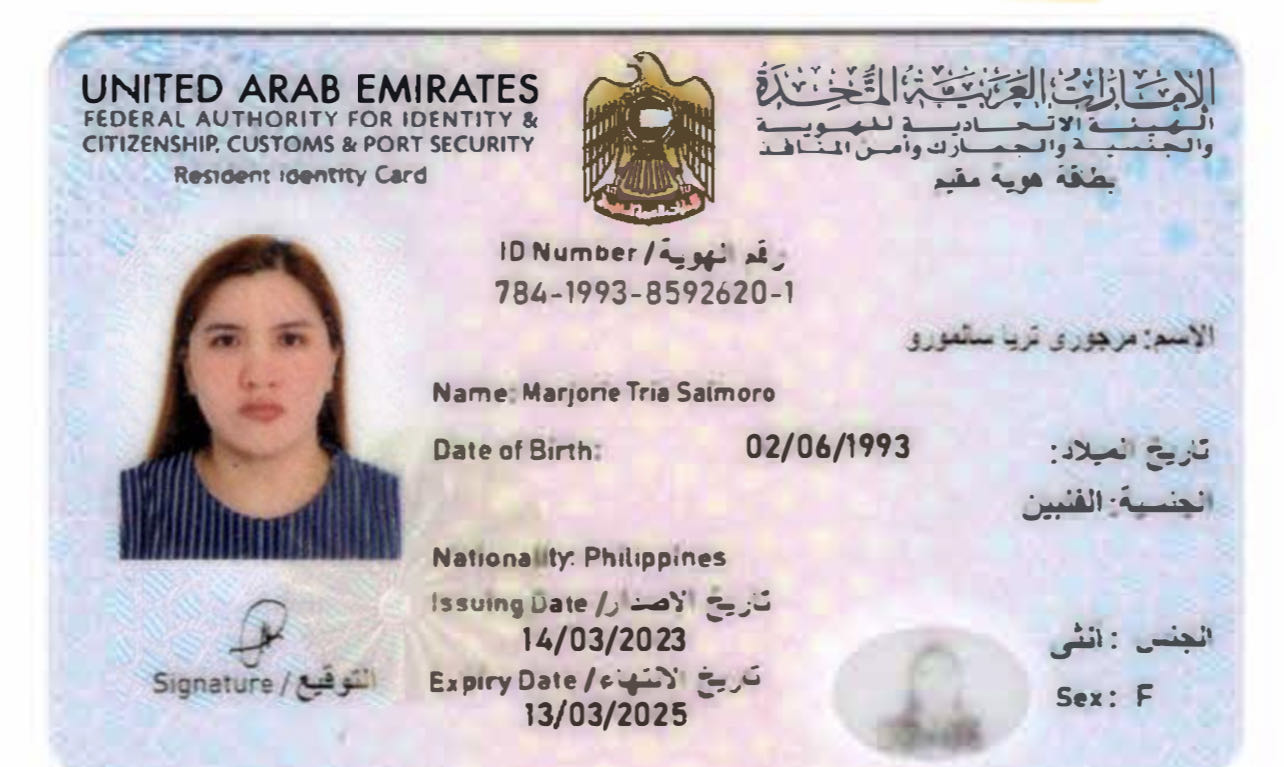 UNITED ARAB EMIRATES
الإمارات العربية المتحدة
FEDERAL AUTHORITY FOR IDENTITY &
CITIZENSHIP, CUSTOMS & PORT SECURITY
الهيئة الاتحادية للهوية
والجنسية والجمارك وأمن المنافذ
Resident Identity Card
بطاقة هوية مقيم
ID Number / رقم الهوية
784-1993-8592620-1
الإسم: مرجورى تريا سالمورو
Name: Marjorie Tria Salmoro
Date of Birth: 02/06/1993 تاريخ الميلاد:
الجنسية: الفلبين
Nationality: Philippines
Issuing Date / تاريخ الاصدار
14/03/2023
Expiry Date / تاريخ الانتهاء
13/03/2025
الجنس : انثى
Sex: F
Signature / التوقيع